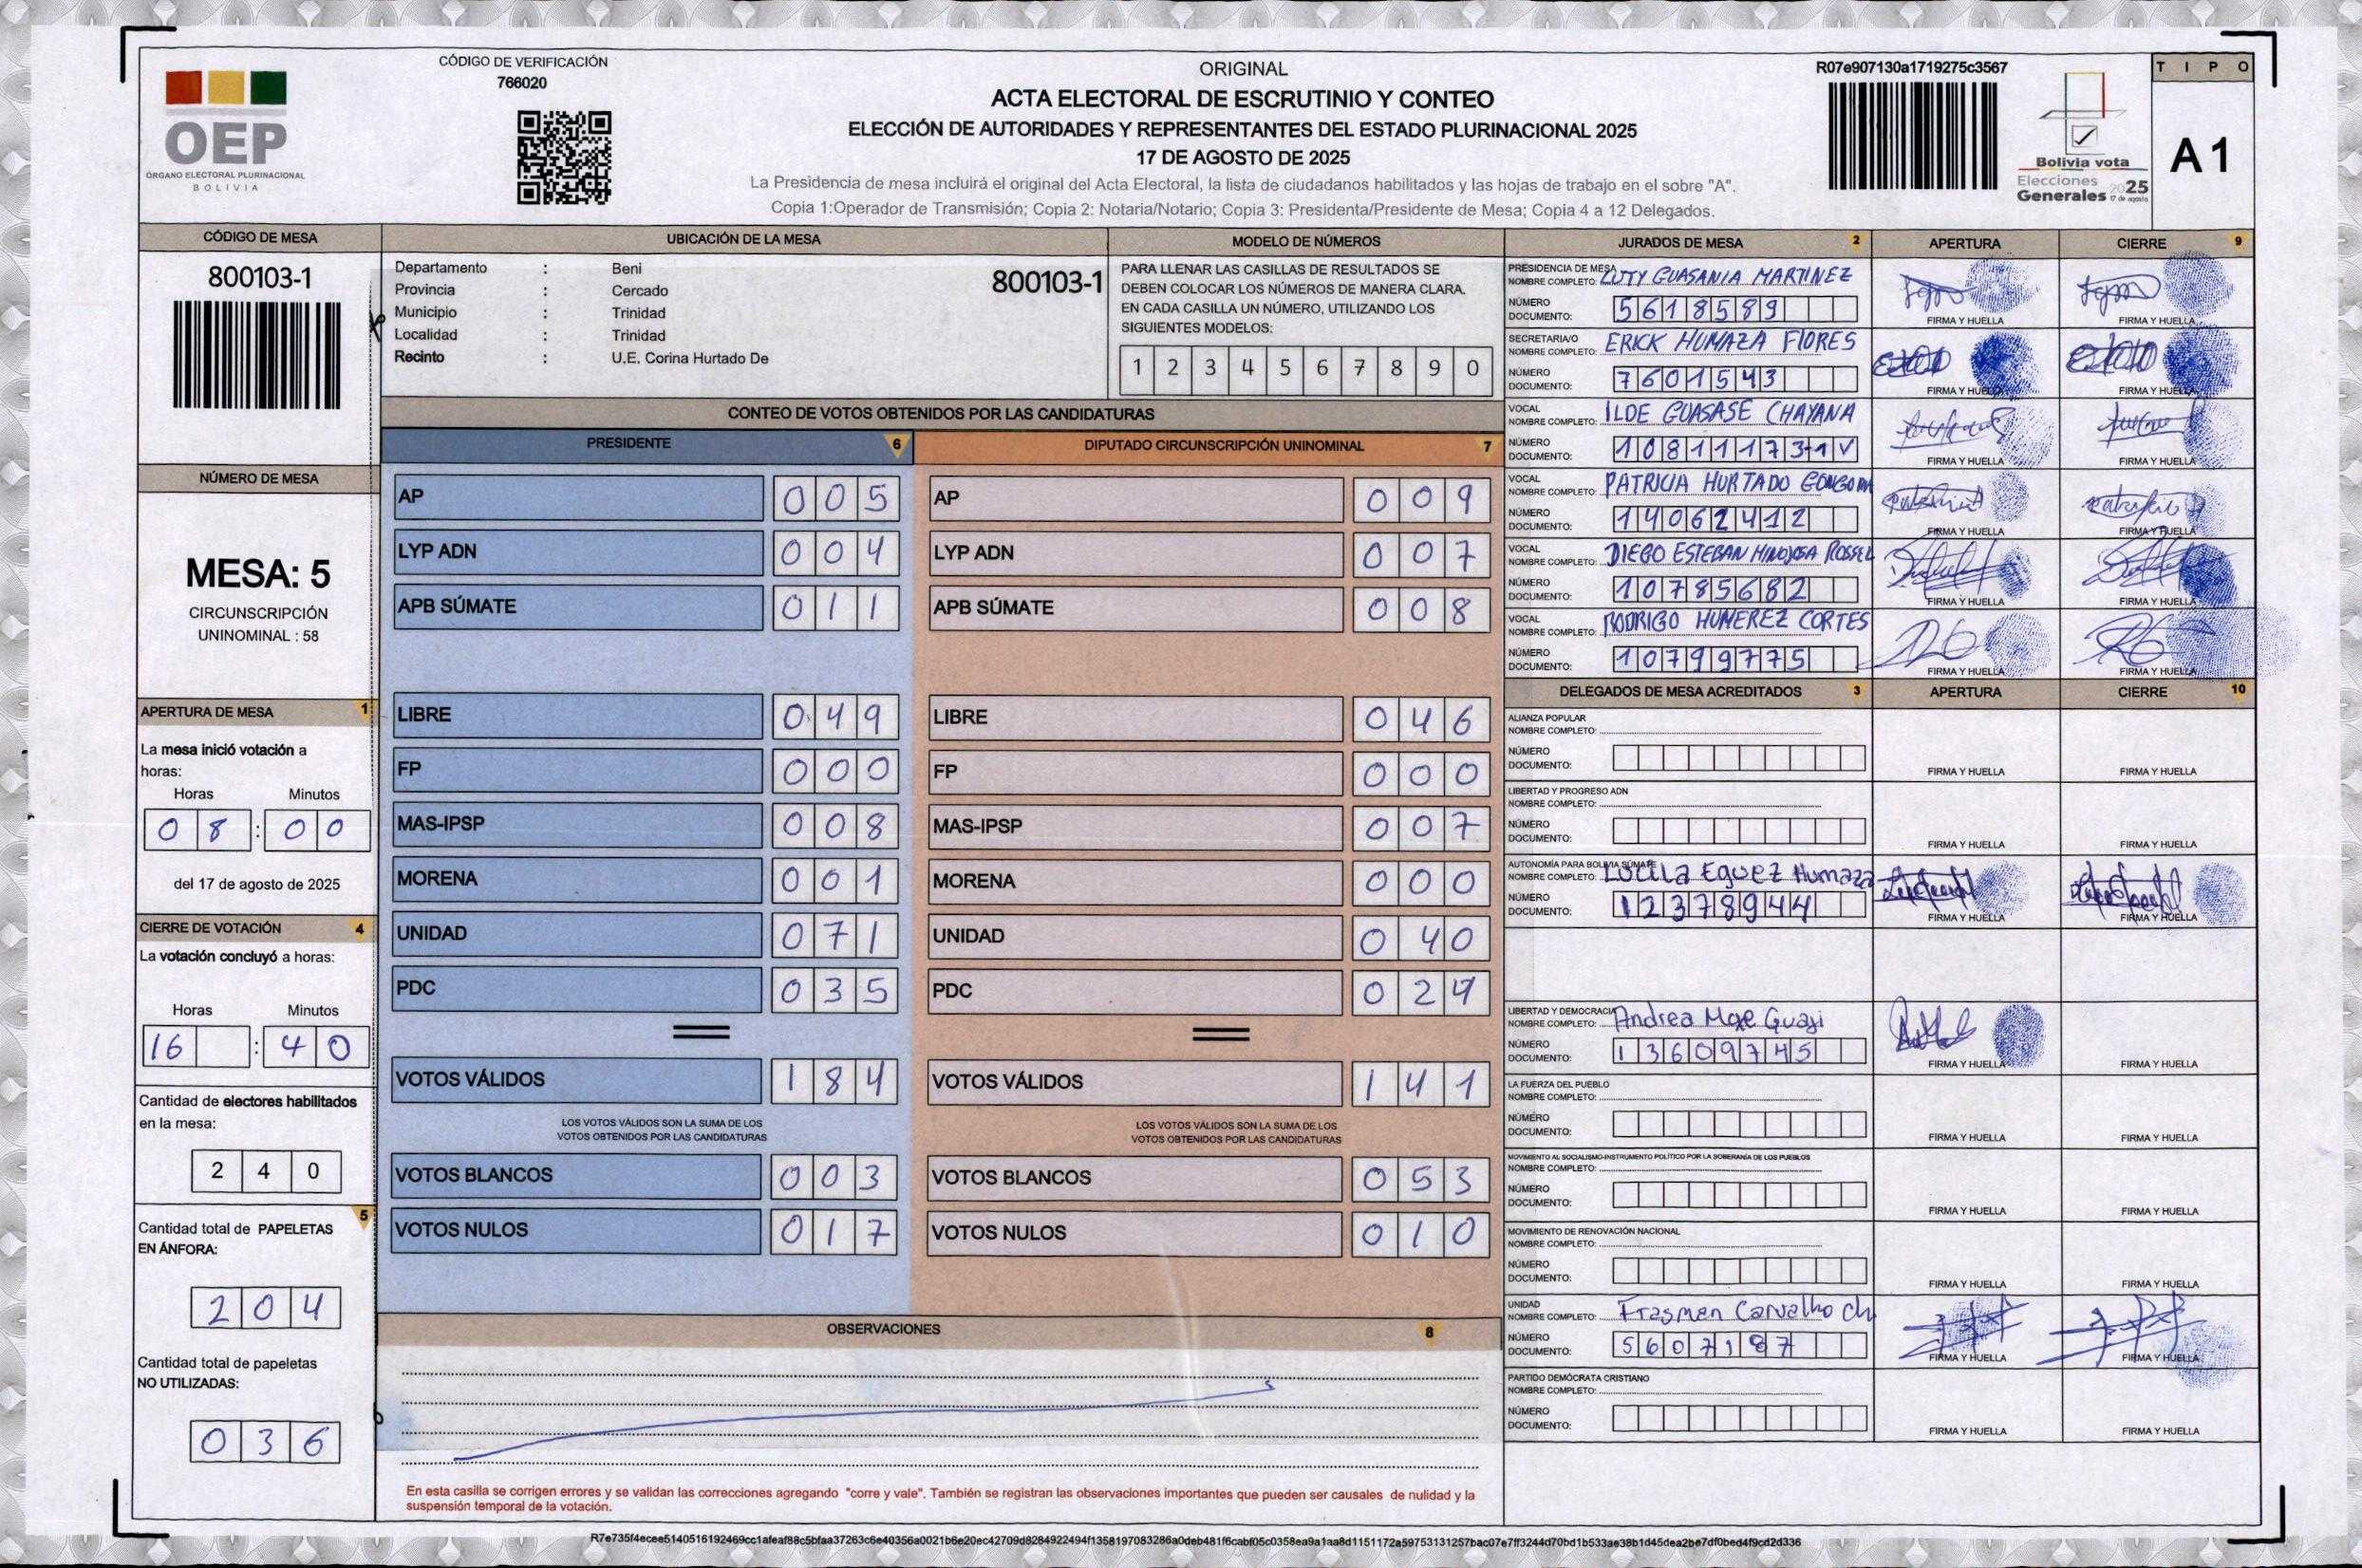 CÓDIGO DE VERIFICACIÓN
766020
OEP
ÓRGANO ELECTORAL PLURINACIONAL
BOLIVIA
ORIGINAL
ACTA ELECTORAL DE ESCRUTINIO Y CONTEO
ELECCIÓN DE AUTORIDADES Y REPRESENTANTES DEL ESTADO PLURINACIONAL 2025
17 DE AGOSTO DE 2025
La Presidencia de mesa incluirá el original del Acta Electoral, la lista de ciudadanos habilitados y las hojas de trabajo en el sobre "A".
Copia 1:Operador de Transmisión; Copia 2: Notaria/Notario; Copia 3: Presidenta/Presidente de Mesa; Copia 4 a 12 Delegados.
R07e907130a1719275c3567
Bolivia vota
Elecciones
Generales 2025
17 de agosto
TIPO
A 1
CÓDIGO DE MESA
800103-1
NÚMERO DE MESA
MESA: 5
CIRCUNSCRIPCIÓN
UNINOMINAL : 58
APERTURA DE MESA 1
La mesa inició votación a
horas:
Horas Minutos
08 : 00
del 17 de agosto de 2025
CIERRE DE VOTACIÓN 4
La votación concluyó a horas:
Horas Minutos
16 : 40
Cantidad de electores habilitados
en la mesa:
240
5
Cantidad total de PAPELETAS
EN ÁNFORA:
204
Cantidad total de papeletas
NO UTILIZADAS:
036
UBICACIÓN DE LA MESA
Departamento : Beni
800103-1
Provincia : Cercado
Municipio : Trinidad
Localidad : Trinidad
Recinto : U.E. Corina Hurtado De
MODELO DE NÚMEROS
PARA LLENAR LAS CASILLAS DE RESULTADOS SE
DEBEN COLOCAR LOS NÚMEROS DE MANERA CLARA.
EN CADA CASILLA UN NÚMERO, UTILIZANDO LOS
SIGUIENTES MODELOS:
1 2 3 4 5 6 7 8 9 0
CONTEO DE VOTOS OBTENIDOS POR LAS CANDIDATURAS
PRESIDENTE 6
AP 005
LYP ADN 004
APB SÚMATE 011
LIBRE 049
FP 000
MAS-IPSP 008
MORENA 001
UNIDAD 071
PDC 035
VOTOS VÁLIDOS 184
LOS VOTOS VÁLIDOS SON LA SUMA DE LOS
VOTOS OBTENIDOS POR LAS CANDIDATURAS
VOTOS BLANCOS 003
VOTOS NULOS 017
DIPUTADO CIRCUNSCRIPCIÓN UNINOMINAL 7
AP 009
LYP ADN 007
APB SÚMATE 008
LIBRE 046
FP 000
MAS-IPSP 007
MORENA 000
UNIDAD 040
PDC 024
VOTOS VÁLIDOS 141
LOS VOTOS VÁLIDOS SON LA SUMA DE LOS
VOTOS OBTENIDOS POR LAS CANDIDATURAS
VOTOS BLANCOS 053
VOTOS NULOS 010
OBSERVACIONES 8
En esta casilla se corrigen errores y se validan las correcciones agregando "corre y vale". También se registran las observaciones importantes que pueden ser causales de nulidad y la
suspensión temporal de la votación.
JURADOS DE MESA 2 APERTURA CIERRE 9
PRESIDENCIA DE MESA
NOMBRE COMPLETO: LUTY GUASANIA MARTINEZ
NÚMERO
DOCUMENTO: 5618589
FIRMA Y HUELLA FIRMA Y HUELLA
SECRETARIA/O
NOMBRE COMPLETO: ERICK HUMAZA FLORES
NÚMERO
DOCUMENTO: 7601543
FIRMA Y HUELLA FIRMA Y HUELLA
VOCAL
NOMBRE COMPLETO: ILDE GUASASE CHAYANA
NÚMERO
DOCUMENTO: 10811173-1V
FIRMA Y HUELLA FIRMA Y HUELLA
VOCAL
NOMBRE COMPLETO: PATRICIA HURTADO GONGORA
NÚMERO
DOCUMENTO: 14062412
FIRMA Y HUELLA FIRMA Y HUELLA
VOCAL
NOMBRE COMPLETO: DIEGO ESTEBAN HINOJOSA ROSSEL
NÚMERO
DOCUMENTO: 10785682
FIRMA Y HUELLA FIRMA Y HUELLA
VOCAL
NOMBRE COMPLETO: RODRIGO HUMEREZ CORTES
NÚMERO
DOCUMENTO: 10799775
FIRMA Y HUELLA FIRMA Y HUELLA
DELEGADOS DE MESA ACREDITADOS 3 APERTURA CIERRE 10
ALIANZA POPULAR
NOMBRE COMPLETO:
NÚMERO
DOCUMENTO:
FIRMA Y HUELLA FIRMA Y HUELLA
LIBERTAD Y PROGRESO ADN
NOMBRE COMPLETO:
NÚMERO
DOCUMENTO:
FIRMA Y HUELLA FIRMA Y HUELLA
AUTONOMÍA PARA BOLIVIA SÚMATE
NOMBRE COMPLETO: Lucila Eguez Humaza
NÚMERO
DOCUMENTO: 12378944
FIRMA Y HUELLA FIRMA Y HUELLA
LIBERTAD Y DEMOCRACIA
NOMBRE COMPLETO: Andrea Moye Guaji
NÚMERO
DOCUMENTO: 13609745
FIRMA Y HUELLA FIRMA Y HUELLA
LA FUERZA DEL PUEBLO
NOMBRE COMPLETO:
NÚMERO
DOCUMENTO:
FIRMA Y HUELLA FIRMA Y HUELLA
MOVIMIENTO AL SOCIALISMO-INSTRUMENTO POLÍTICO POR LA SOBERANÍA DE LOS PUEBLOS
NOMBRE COMPLETO:
NÚMERO
DOCUMENTO:
FIRMA Y HUELLA FIRMA Y HUELLA
MOVIMIENTO DE RENOVACIÓN NACIONAL
NOMBRE COMPLETO:
NÚMERO
DOCUMENTO:
FIRMA Y HUELLA FIRMA Y HUELLA
UNIDAD
NOMBRE COMPLETO: Frasmen Carvalho Ch
NÚMERO
DOCUMENTO: 5607187
FIRMA Y HUELLA FIRMA Y HUELLA
PARTIDO DEMÓCRATA CRISTIANO
NOMBRE COMPLETO:
NÚMERO
DOCUMENTO:
FIRMA Y HUELLA FIRMA Y HUELLA